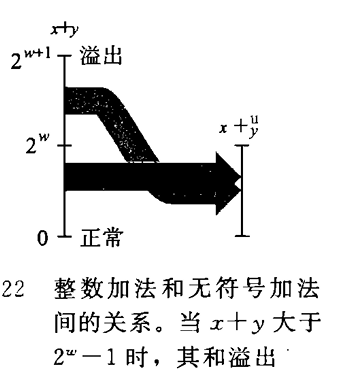 x+y
2^{w+1} 溢出
x +^{u}_{y}
2^{w}
0 正常
22 整数加法和无符号加法
间的关系。当 x+y 大于
2^{w}-1 时，其和溢出